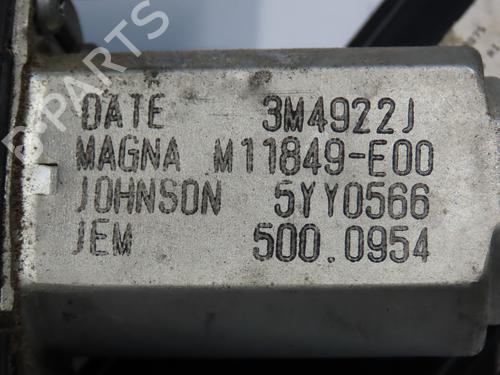 DATE 3M4922J
MAGNA M11849-E00
JOHNSON 5YY0566
JEM 500.0954
B-PARTS